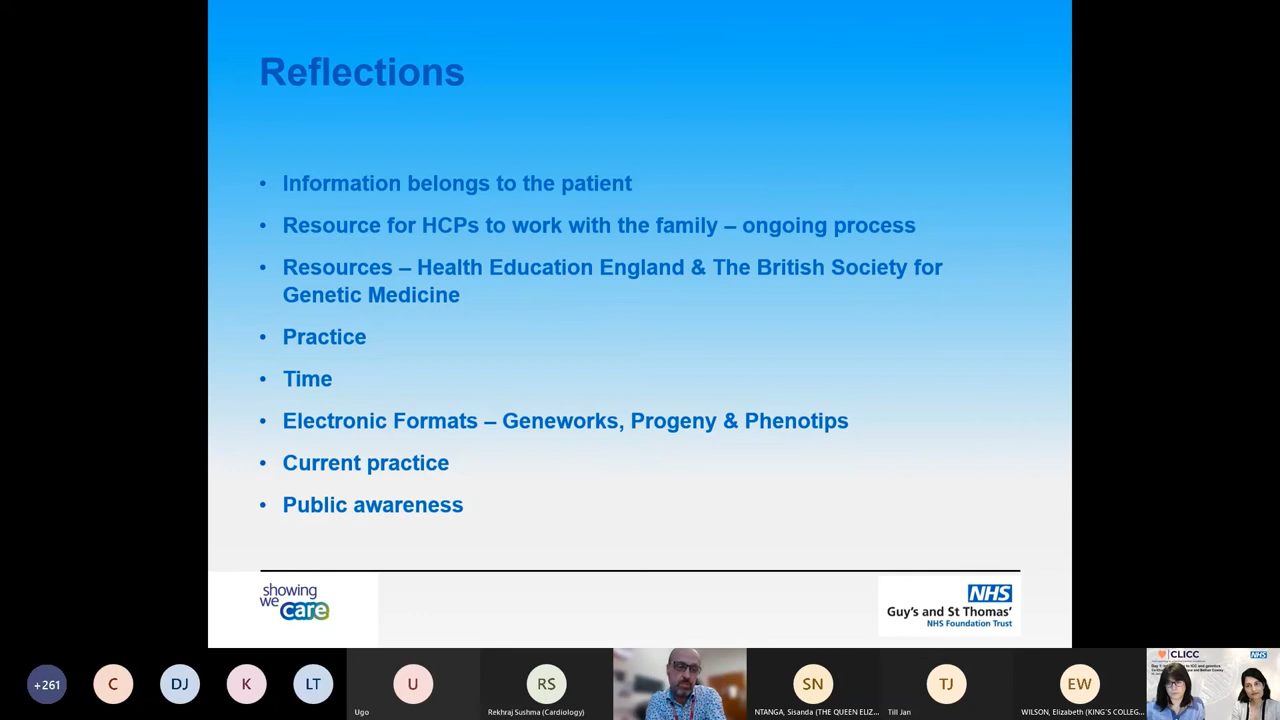 Reflections
• Information belongs to the patient
• Resource for HCPs to work with the family – ongoing process
• Resources – Health Education England & The British Society for
Genetic Medicine
• Practice
• Time
• Electronic Formats – Geneworks, Progeny & Phenotips
• Current practice
• Public awareness
showing
we care
NHS
Guy's and St Thomas'
NHS Foundation Trust
+261
C
DJ
K
LT
U
Ugo
RS
Rekhraj Sushma (Cardiology)
SN
NTANGA, Sisanda (THE QUEEN ELIZ...
TJ
Till Jan
EW
WILSON, Elizabeth (KING'S COLLEG...
CLICC
NHS